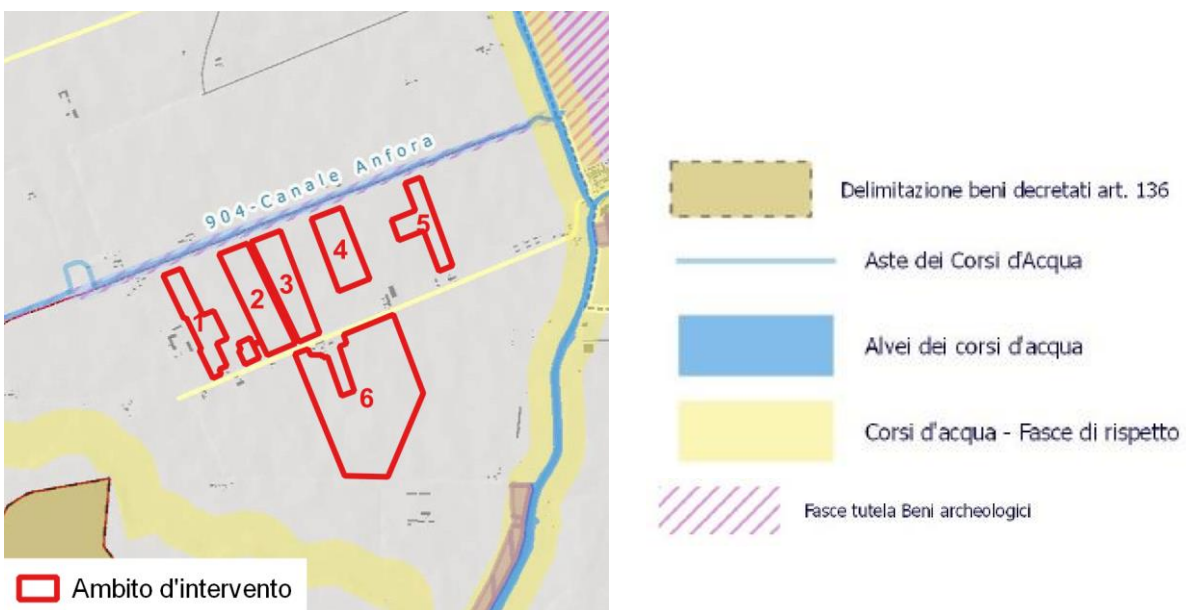 904-Canale Anfora
1
2
3
4
5
6
Ambito d'intervento
Delimitazione beni decretati art. 136
Aste dei Corsi d'Acqua
Alvei dei corsi d'acqua
Corsi d'acqua - Fasce di rispetto
Fasce tutela Beni archeologici